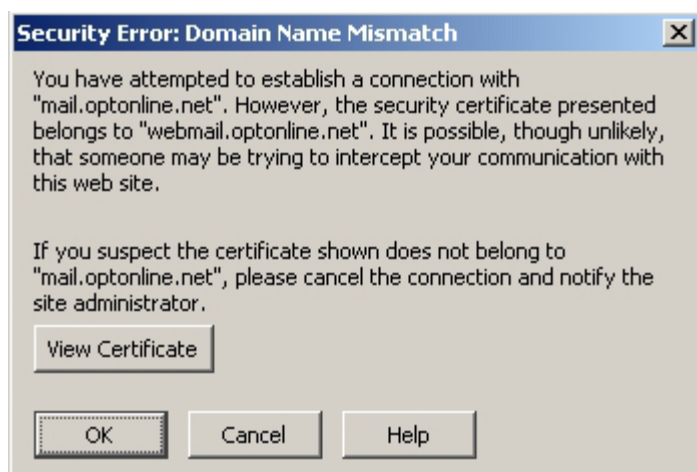 Security Error: Domain Name Mismatch
You have attempted to establish a connection with
"mail.optonline.net". However, the security certificate presented
belongs to "webmail.optonline.net". It is possible, though unlikely,
that someone may be trying to intercept your communication with
this web site.
If you suspect the certificate shown does not belong to
"mail.optonline.net", please cancel the connection and notify the
site administrator.
View Certificate
OK Cancel Help